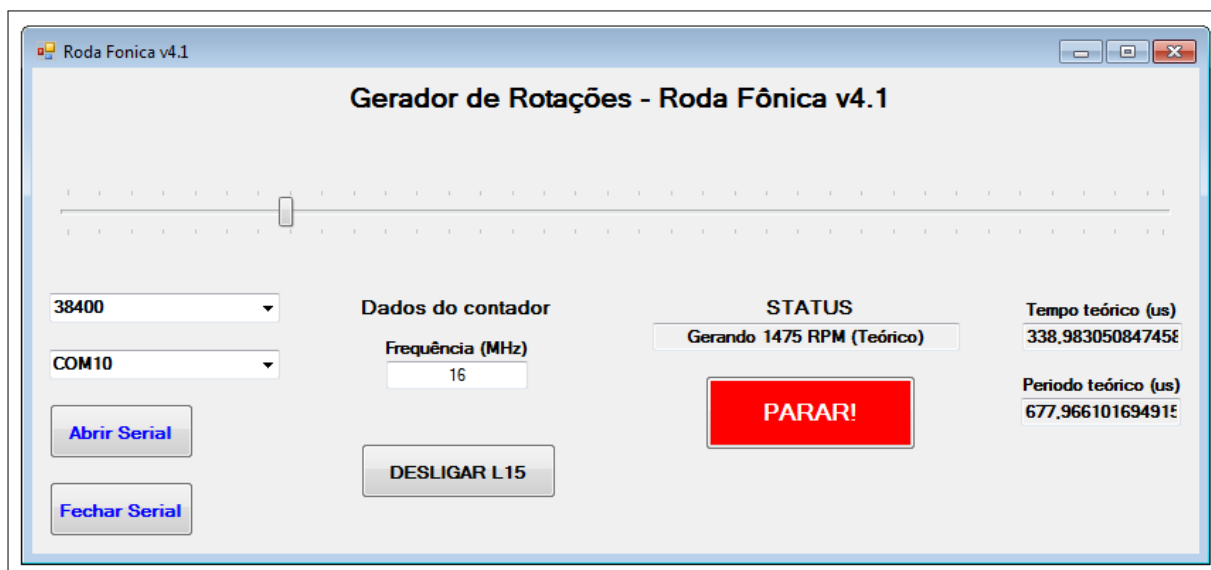 Roda Fonica v4.1
Gerador de Rotações - Roda Fônica v4.1
38400
COM10
Abrir Serial
Fechar Serial
Dados do contador
Frequência (MHz)
16
DESLIGAR L15
STATUS
Gerando 1475 RPM (Teórico)
PARAR!
Tempo teórico (us)
338,983050847458
Periodo teórico (us)
677,966101694915